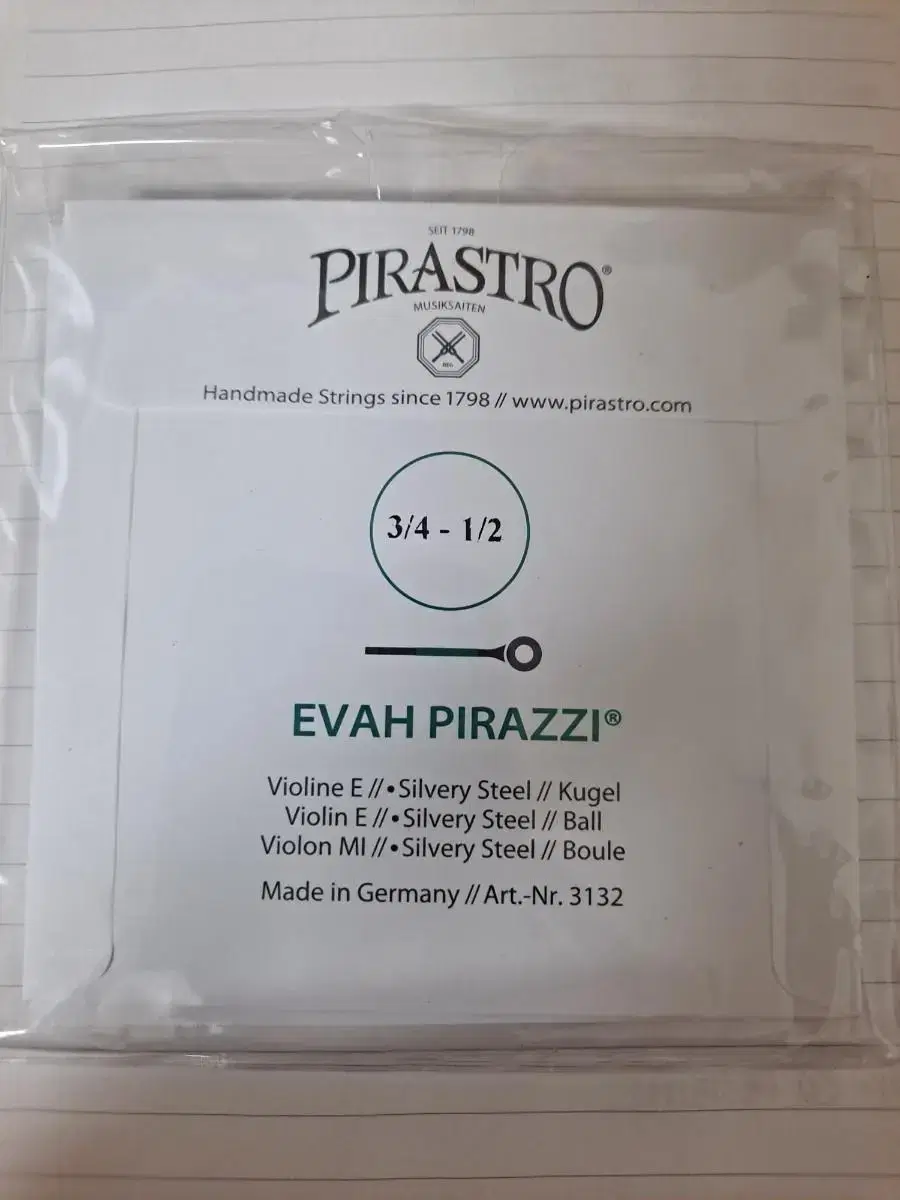 SEIT 1798
PIRASTRO®
MUSIKSAITEN
REG
Handmade Strings since 1798 // www.pirastro.com
3/4 - 1/2
EVAH PIRAZZI®
Violine E //•Silvery Steel // Kugel
Violin E //•Silvery Steel // Ball
Violon MI //•Silvery Steel // Boule
Made in Germany // Art.-Nr. 3132